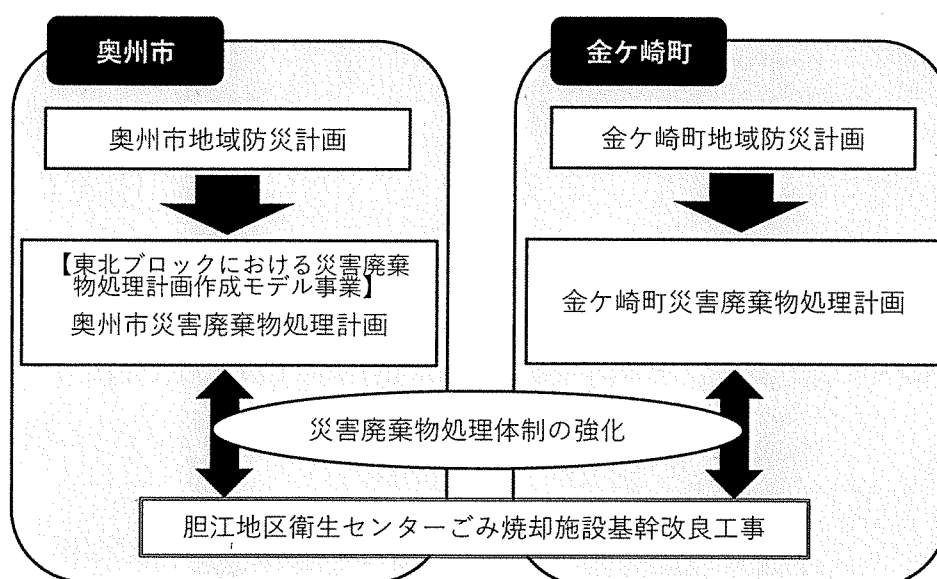 奥州市
奥州市地域防災計画
【東北ブロックにおける災害廃棄
物処理計画作成モデル事業】
奥州市災害廃棄物処理計画
金ケ崎町
金ケ崎町地域防災計画
金ケ崎町災害廃棄物処理計画
災害廃棄物処理体制の強化
胆江地区衛生センターごみ焼却施設基幹改良工事